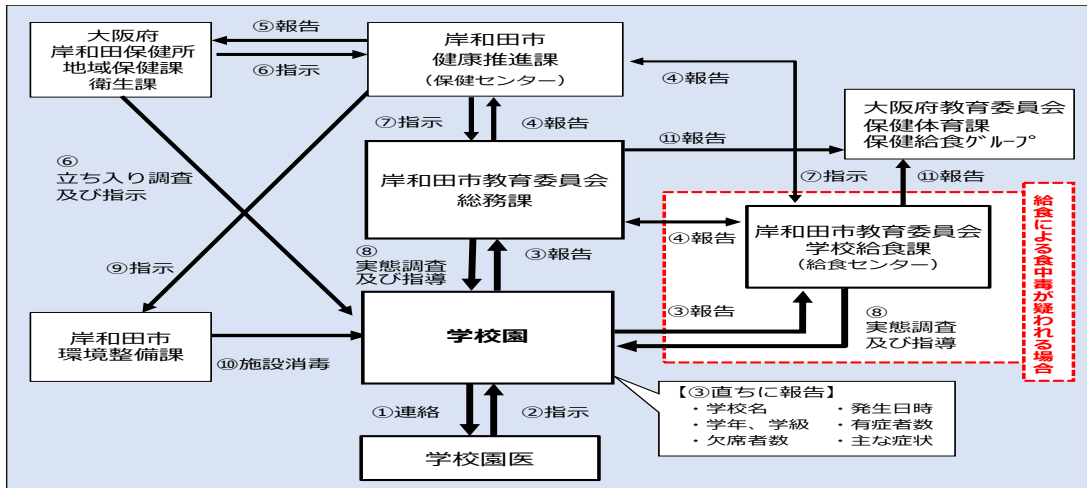 ⑤報告
大阪府
岸和田保健所
地域保健課
衛生課
⑥指示
岸和田市
健康推進課
(保健センター)
④報告
大阪府教育委員会
保健体育課
保健給食グループ
⑦指示
④報告
⑪報告
⑥
立ち入り調査
及び指示
岸和田市教育委員会
総務課
⑦指示
⑪報告
給食による食中毒が疑われる場合
④報告
岸和田市教育委員会
学校給食課
(給食センター)
⑨指示
⑧
実態調査
及び指導
③報告
岸和田市
環境整備課
⑩施設消毒
学校園
③報告
⑧
実態調査
及び指導
①連絡
②指示
【③直ちに報告】
・学校名
・発生日時
・学年、学級
・有症者数
・欠席者数
・主な症状
学校園医